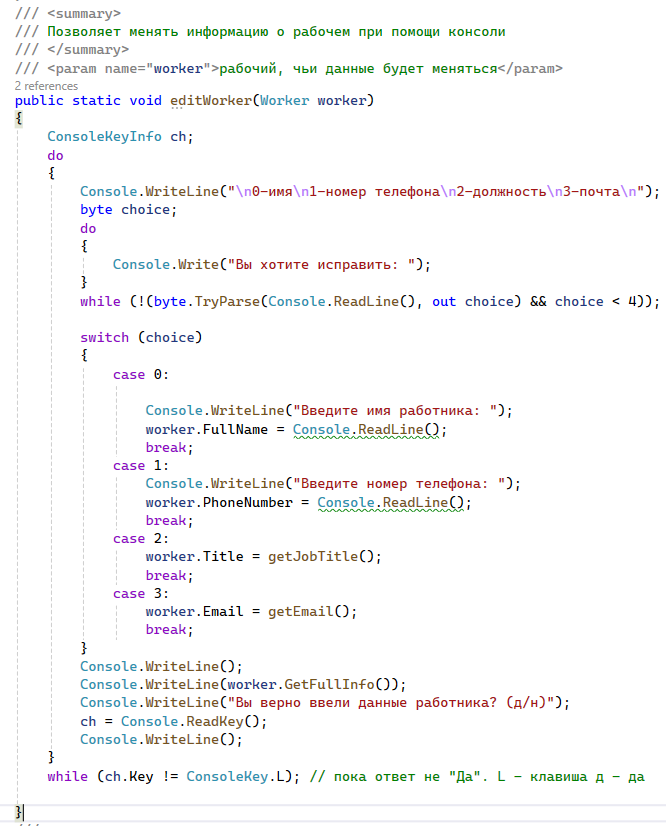 /// <summary>
/// Позволяет менять информацию о рабочем при помощи консоли
/// </summary>
/// <param name="worker">рабочий, чьи данные будет меняться</param>
2 references
public static void editWorker(Worker worker)
{
ConsoleKeyInfo ch;
do
{
Console.WriteLine("\n0-имя\n1-номер телефона\n2-должность\n3-почта\n");
byte choice;
do
{
Console.Write("Вы хотите исправить: ");
}
while (!(byte.TryParse(Console.ReadLine(), out choice) && choice < 4));
switch (choice)
{
case 0:
Console.WriteLine("Введите имя работника: ");
worker.FullName = Console.ReadLine();
break;
case 1:
Console.WriteLine("Введите номер телефона: ");
worker.PhoneNumber = Console.ReadLine();
break;
case 2:
worker.Title = getJobTitle();
break;
case 3:
worker.Email = getEmail();
break;
}
Console.WriteLine();
Console.WriteLine(worker.GetFullInfo());
Console.WriteLine("Вы верно ввели данные работника? (д/н)");
ch = Console.ReadKey();
Console.WriteLine();
}
while (ch.Key != ConsoleKey.L); // пока ответ не "Да". L - клавиша д - да
}